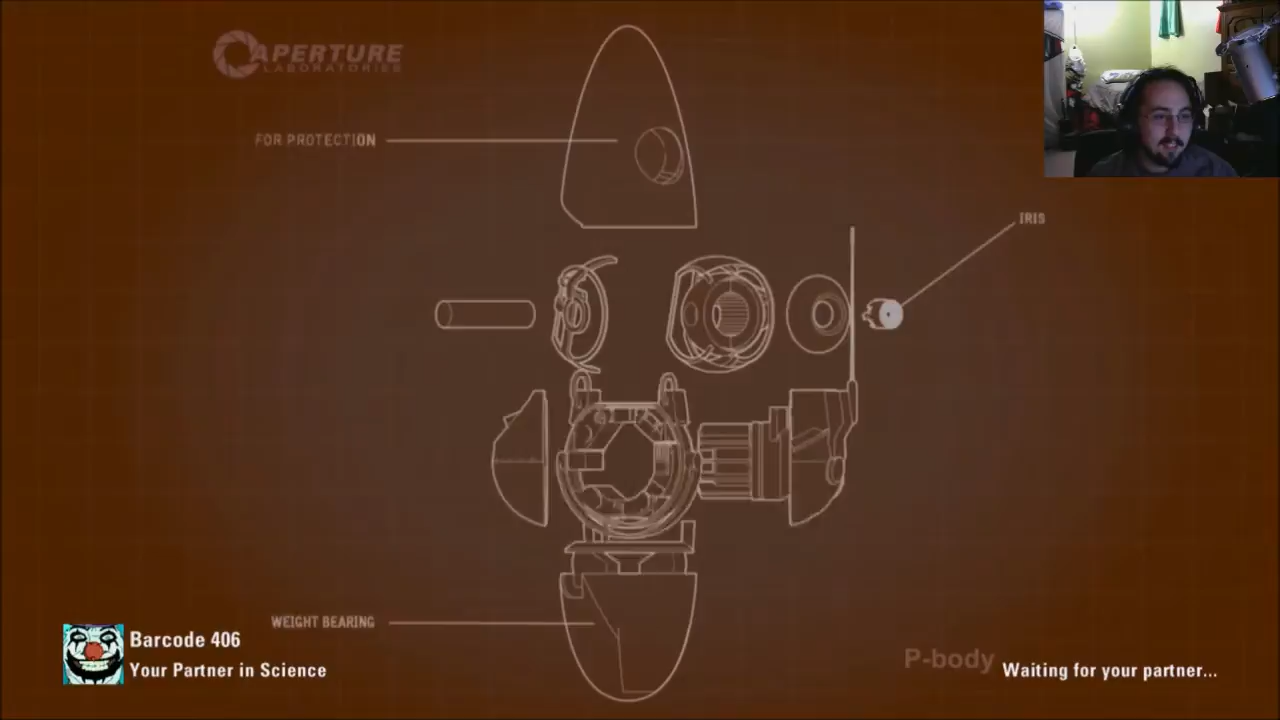 APERTURE
LABORATORIES
FOR PROTECTION
IRIS
WEIGHT BEARING
Barcode 406
Your Partner in Science
P-body
Waiting for your partner...